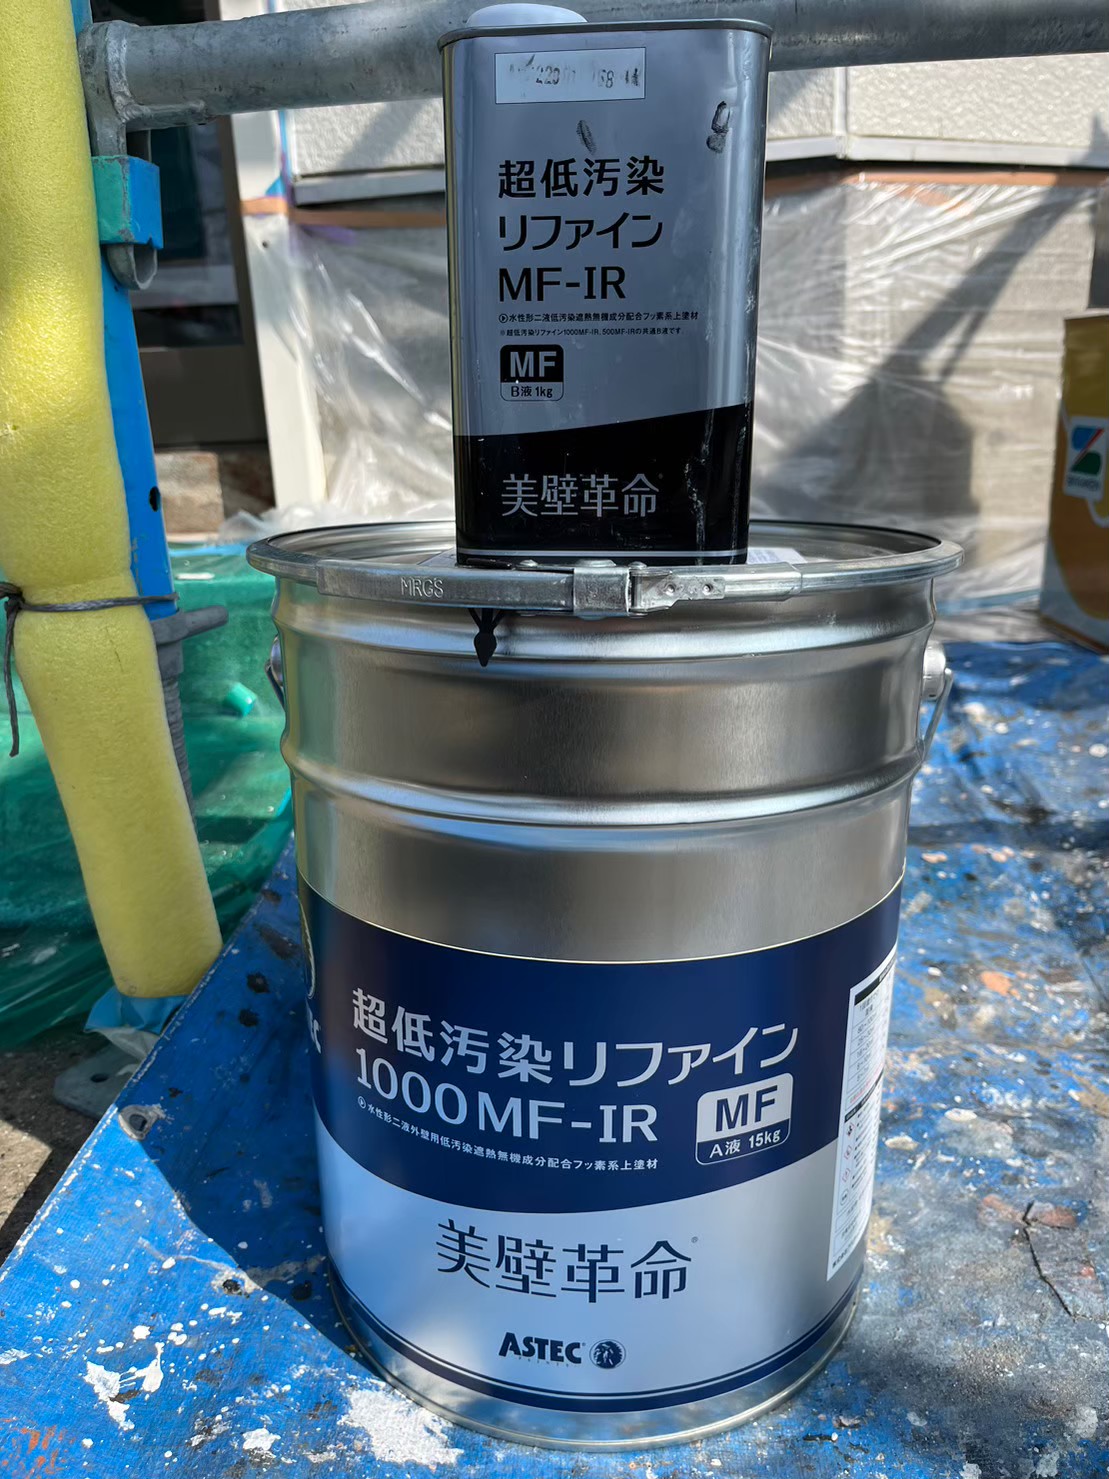 超低汚染
リファイン
MF-IR
水性形二液低汚染遮熱無機成分配合フッ素系上塗材
※超低汚染リファイン1000MF-IR、500MF-IRの共通B液です
MF
B液 1kg
美壁革命
MRGS
超低汚染リファイン
1000MF-IR
水性形二液外壁用低汚染遮熱無機成分配合フッ素系上塗材
MF
A液 15kg
美壁革命
ASTEC